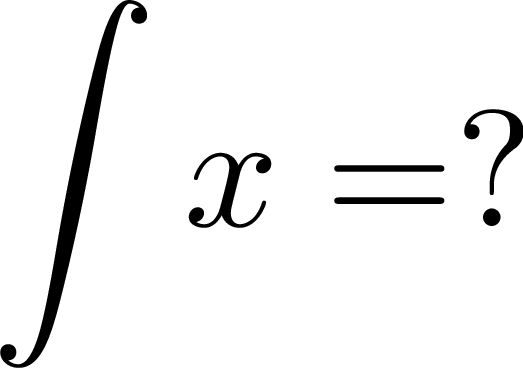 ∫ x =?